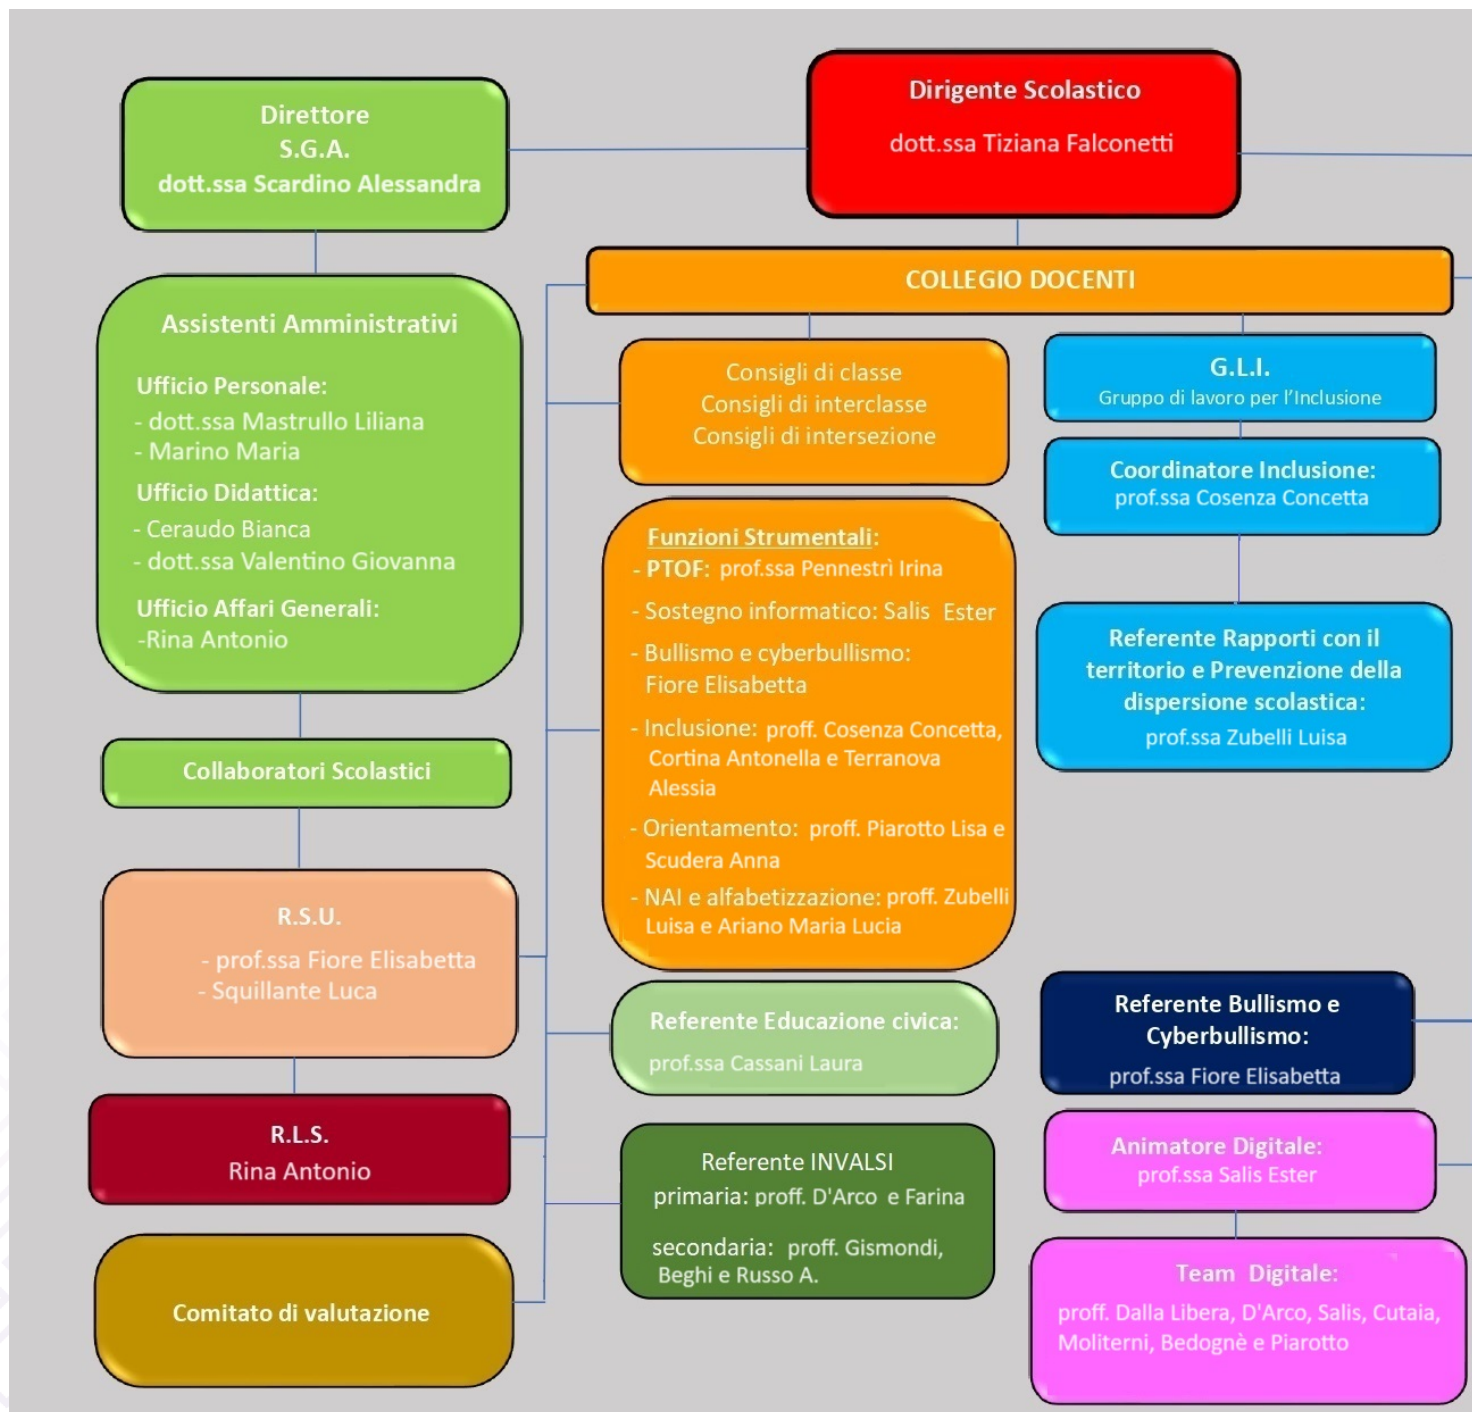 Direttore
S.G.A.
dott.ssa Scardino Alessandra
Dirigente Scolastico
dott.ssa Tiziana Falconetti
COLLEGIO DOCENTI
Assistenti Amministrativi
Ufficio Personale:
- dott.ssa Mastrullo Liliana
- Marino Maria
Ufficio Didattica:
- Ceraudo Bianca
- dott.ssa Valentino Giovanna
Ufficio Affari Generali:
-Rina Antonio
Collaboratori Scolastici
R.S.U.
- prof.ssa Fiore Elisabetta
- Squillante Luca
R.L.S.
Rina Antonio
Comitato di valutazione
Consigli di classe
Consigli di interclasse
Consigli di intersezione
Funzioni Strumentali:
- PTOF: prof.ssa Pennestrì Irina
- Sostegno informatico: Salis Ester
- Bullismo e cyberbullismo:
Fiore Elisabetta
- Inclusione: proff. Cosenza Concetta,
Cortina Antonella e Terranova
Alessia
- Orientamento: proff. Piarotto Lisa e
Scudera Anna
- NAI e alfabetizzazione: proff. Zubelli
Luisa e Ariano Maria Lucia
Referente Educazione civica:
prof.ssa Cassani Laura
Referente INVALSI
primaria: proff. D'Arco e Farina
secondaria: proff. Gismondi,
Beghi e Russo A.
G.L.I.
Gruppo di lavoro per l'Inclusione
Coordinatore Inclusione:
prof.ssa Cosenza Concetta
Referente Rapporti con il
territorio e Prevenzione della
dispersione scolastica:
prof.ssa Zubelli Luisa
Referente Bullismo e
Cyberbullismo:
prof.ssa Fiore Elisabetta
Animatore Digitale:
prof.ssa Salis Ester
Team Digitale:
proff. Dalla Libera, D'Arco, Salis, Cutaia,
Moliterni, Bedognè e Piarotto